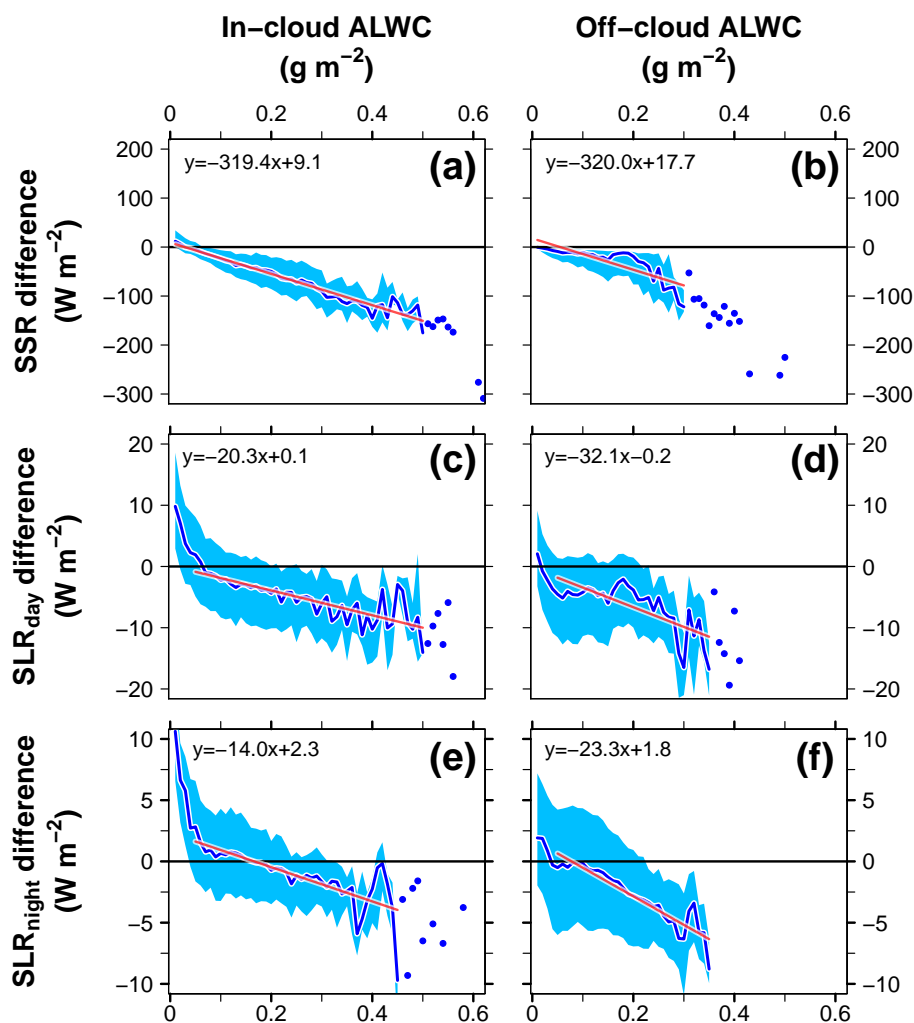 In−cloud ALWC
(g m−2)
Off−cloud ALWC
(g m−2)
0 0.2 0.4 0.6
0 0.2 0.4 0.6
SSR difference
(W m−2)
200
100
0
−100
−200
−300
y=−319.4x+9.1
(a)
y=−320.0x+17.7
(b)
200
100
0
−100
−200
−300
SLRday difference
(W m−2)
20
10
0
−10
−20
y=−20.3x+0.1
(c)
y=−32.1x−0.2
(d)
20
10
0
−10
−20
SLRnight difference
(W m−2)
10
5
0
−5
−10
y=−14.0x+2.3
(e)
y=−23.3x+1.8
(f)
10
5
0
−5
−10
0 0.2 0.4 0.6
0 0.2 0.4 0.6